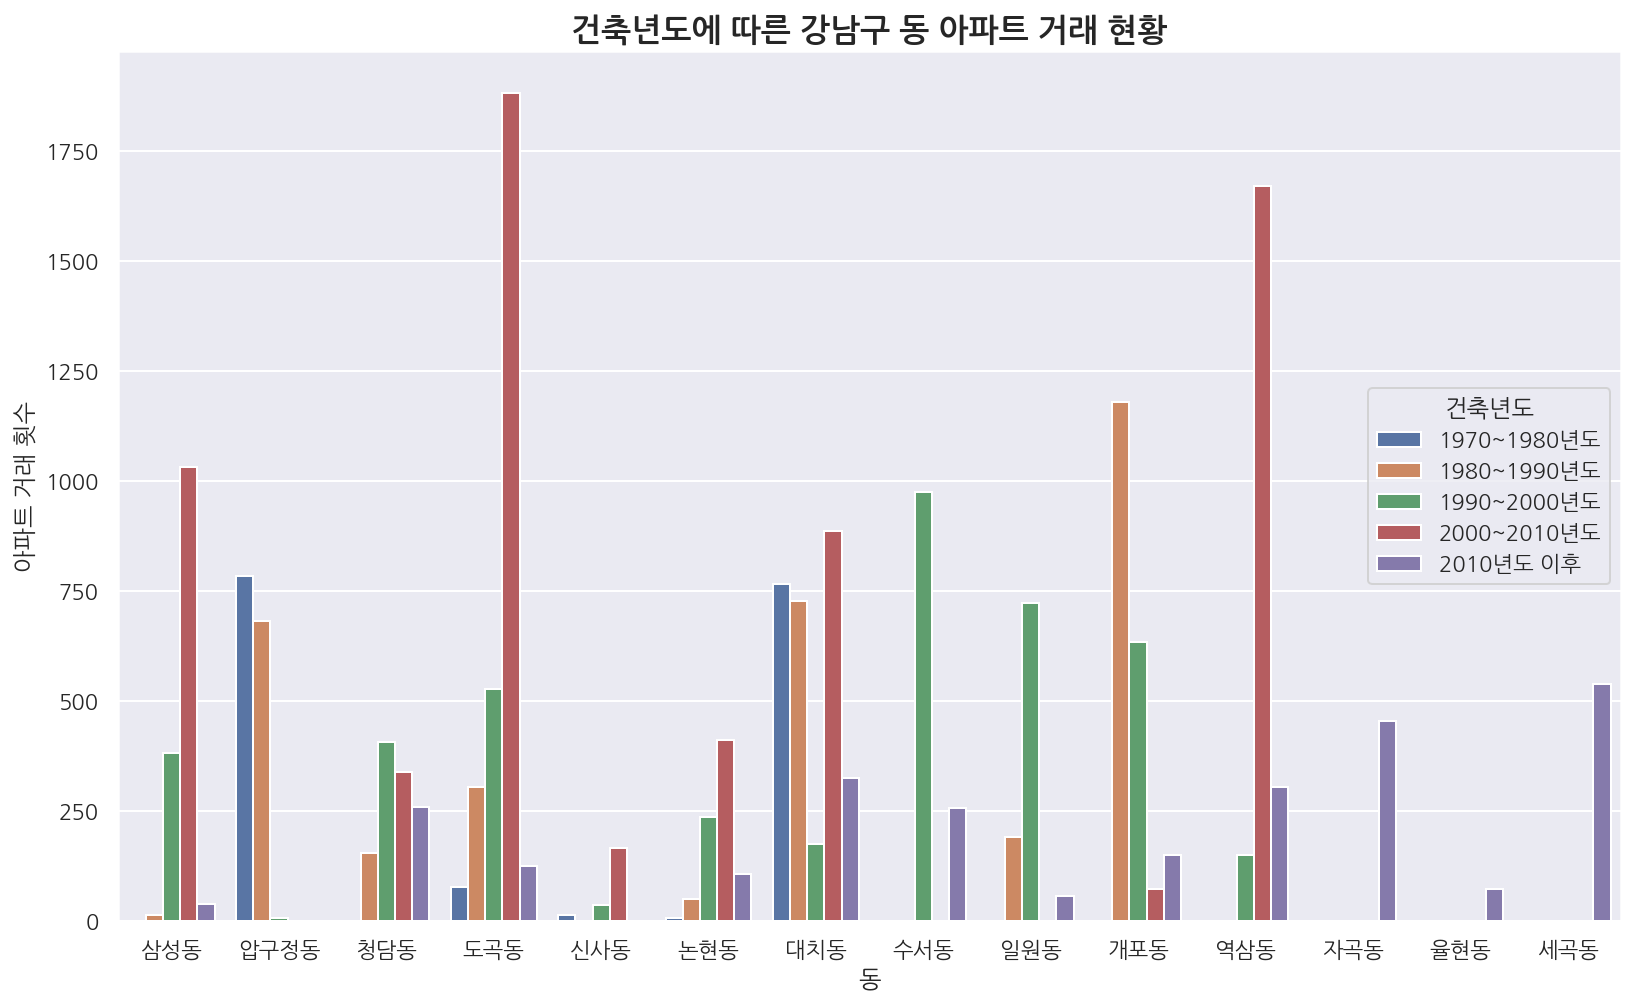 건축년도에 따른 강남구 동 아파트 거래 현황
아파트 거래 횟수
1750
1500
1250
1000
750
500
250
0
건축년도
1970~1980년도
1980~1990년도
1990~2000년도
2000~2010년도
2010년도 이후
삼성동 압구정동 청담동 도곡동 신사동 논현동 대치동 수서동 일원동 개포동 역삼동 자곡동 율현동 세곡동
동